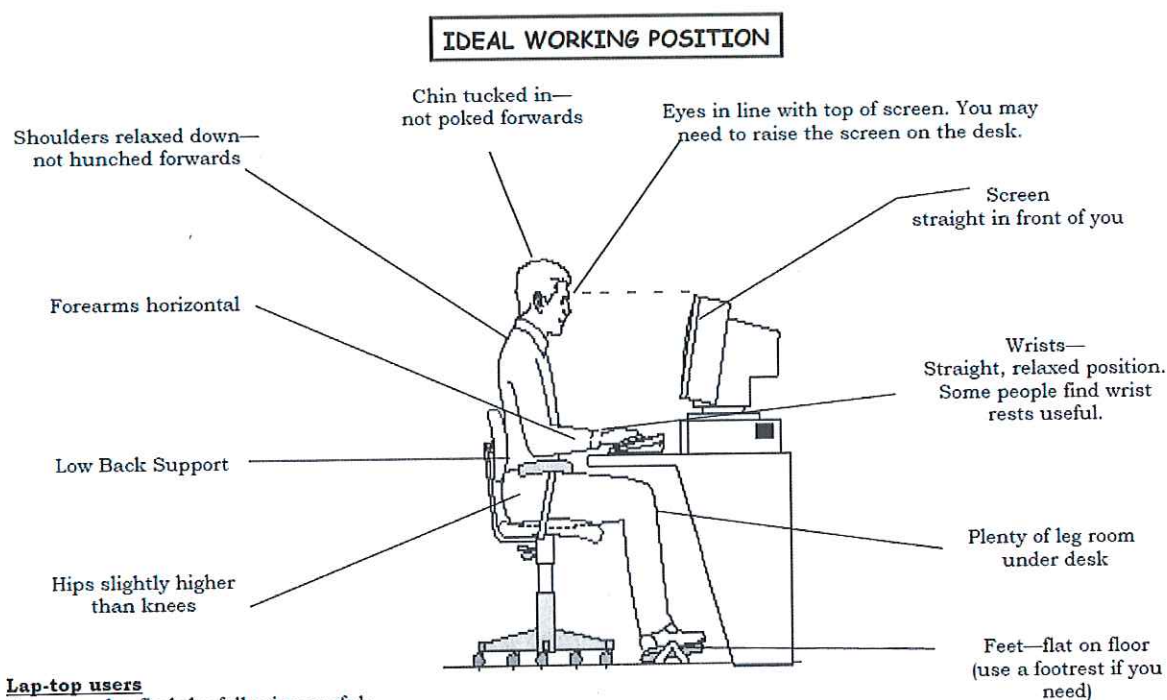 IDEAL WORKING POSITION
Chin tucked in—
not poked forwards
Eyes in line with top of screen. You may
need to raise the screen on the desk.
Shoulders relaxed down—
not hunched forwards
Screen
straight in front of you
Forearms horizontal
Wrists—
Straight, relaxed position.
Some people find wrist
rests useful.
Low Back Support
Plenty of leg room
under desk
Hips slightly higher
than knees
Feet—flat on floor
(use a footrest if you
need)
Lap-top users
find the following